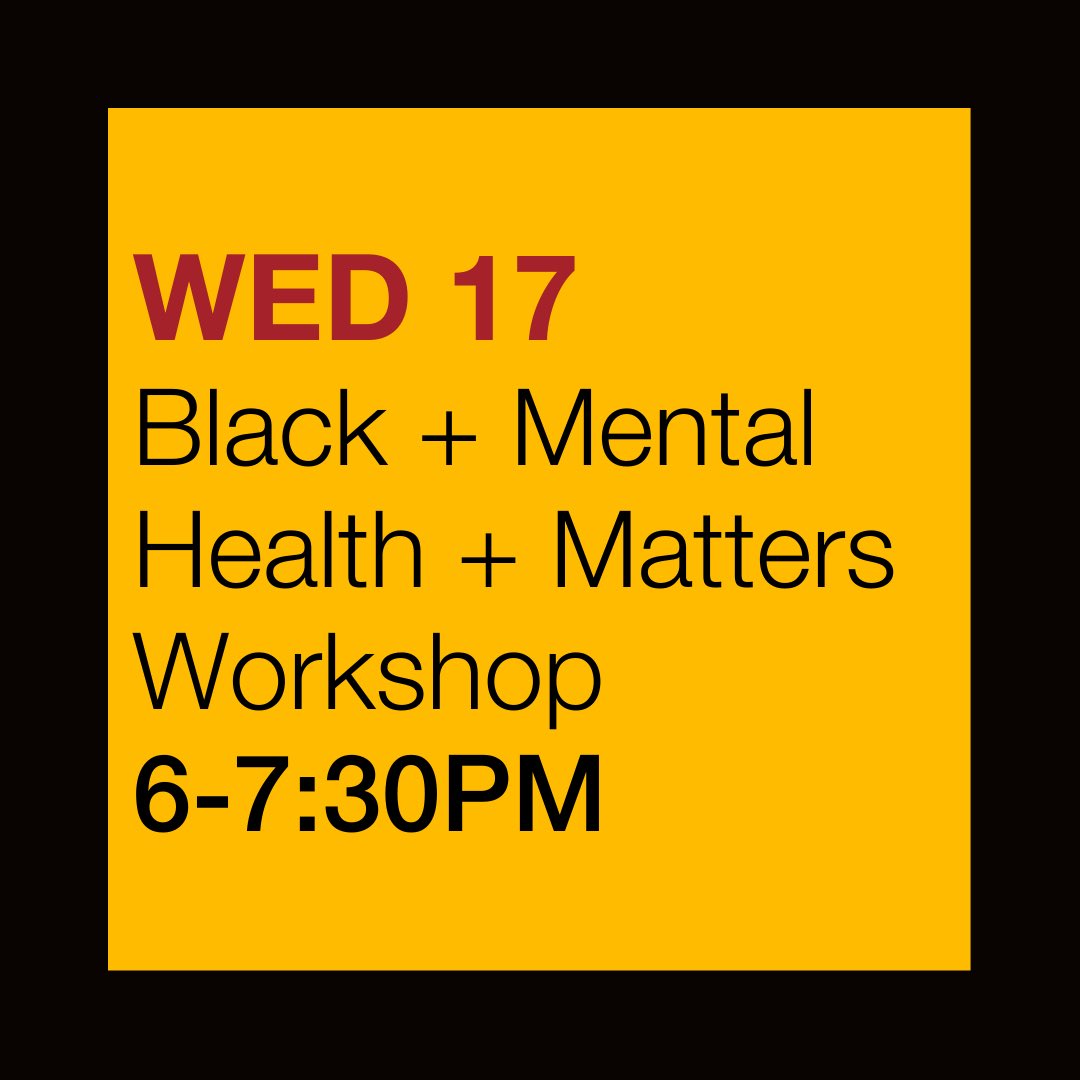 WED 17
Black + Mental
Health + Matters
Workshop
6-7:30PM